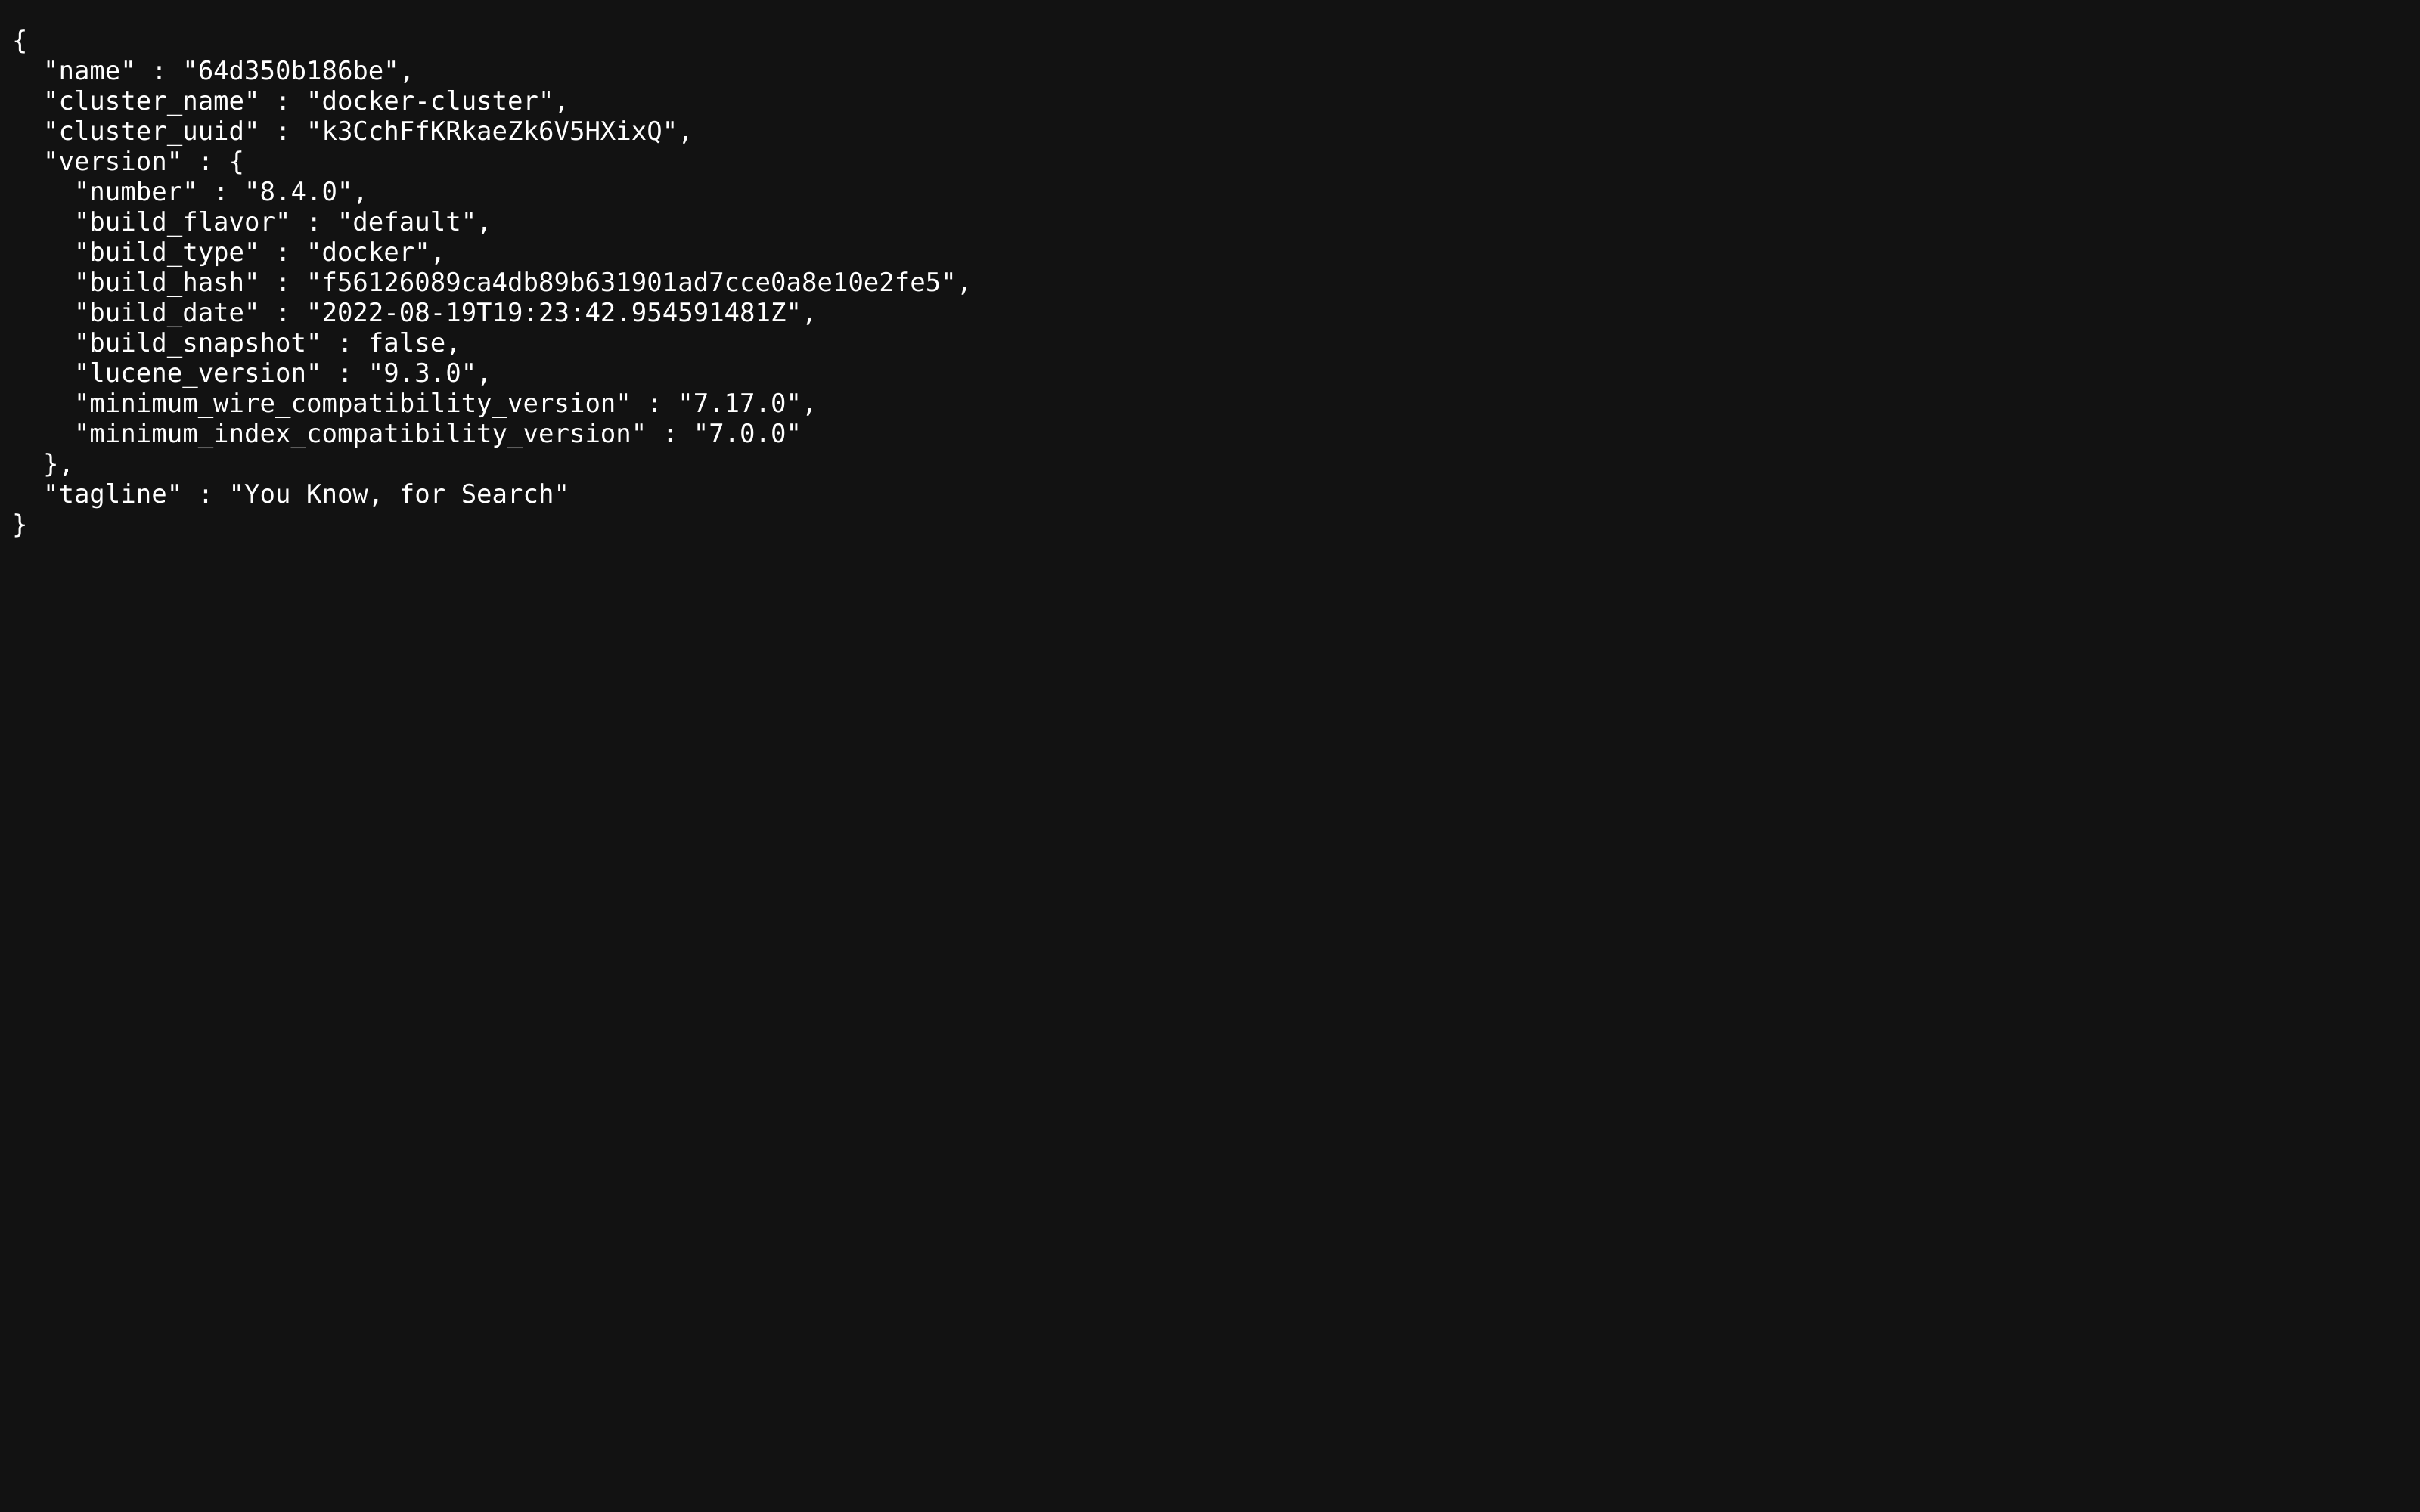 {
  "name" : "64d350b186be",
  "cluster_name" : "docker-cluster",
  "cluster_uuid" : "k3CchFfKRkaeZk6V5HXixQ",
  "version" : {
    "number" : "8.4.0",
    "build_flavor" : "default",
    "build_type" : "docker",
    "build_hash" : "f56126089ca4db89b631901ad7cce0a8e10e2fe5",
    "build_date" : "2022-08-19T19:23:42.954591481Z",
    "build_snapshot" : false,
    "lucene_version" : "9.3.0",
    "minimum_wire_compatibility_version" : "7.17.0",
    "minimum_index_compatibility_version" : "7.0.0"
  },
  "tagline" : "You Know, for Search"
}